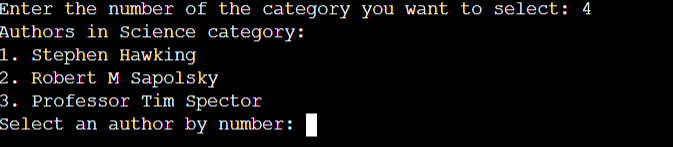 Enter the number of the category you want to select: 4
Authors in Science category:
1. Stephen Hawking
2. Robert M Sapolsky
3. Professor Tim Spector
Select an author by number: